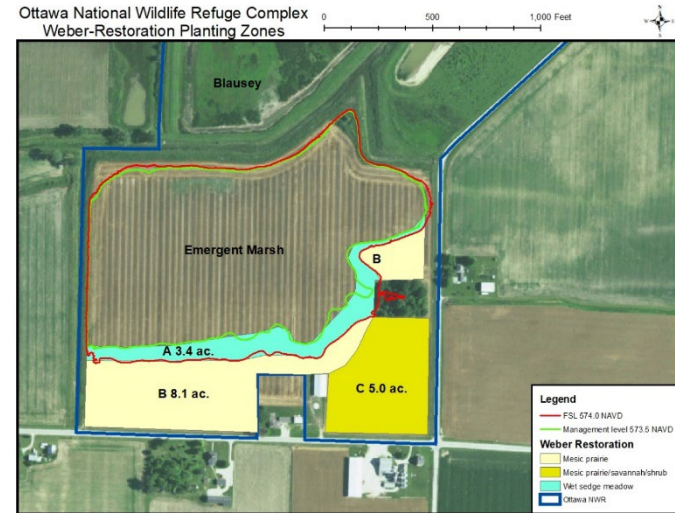 Ottawa National Wildlife Refuge Complex
Weber-Restoration Planting Zones
0 500 1,000 Feet
Blausey
Emergent Marsh
B
A 3.4 ac.
B 8.1 ac.
C 5.0 ac.
Legend
FSL 574.0 NAVD
Management level 573.5 NAVD
Weber Restoration
Mesic prairie
Mesic prairie/savannah/shrub
Wet sedge meadow
Ottawa NWR